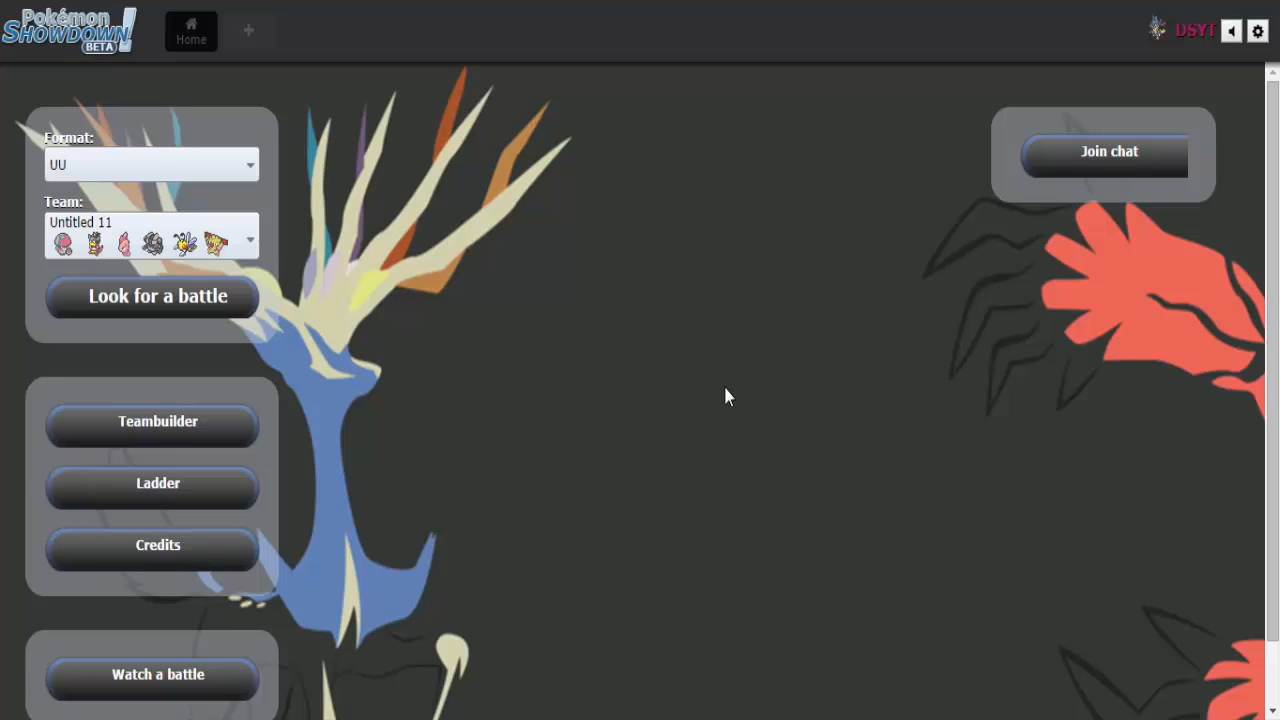 Pokémon
SHOWDOWN!
BETA
Home
DSYT
Format:
UU
Team:
Untitled 11
Look for a battle
Teambuilder
Ladder
Credits
Watch a battle
Join chat